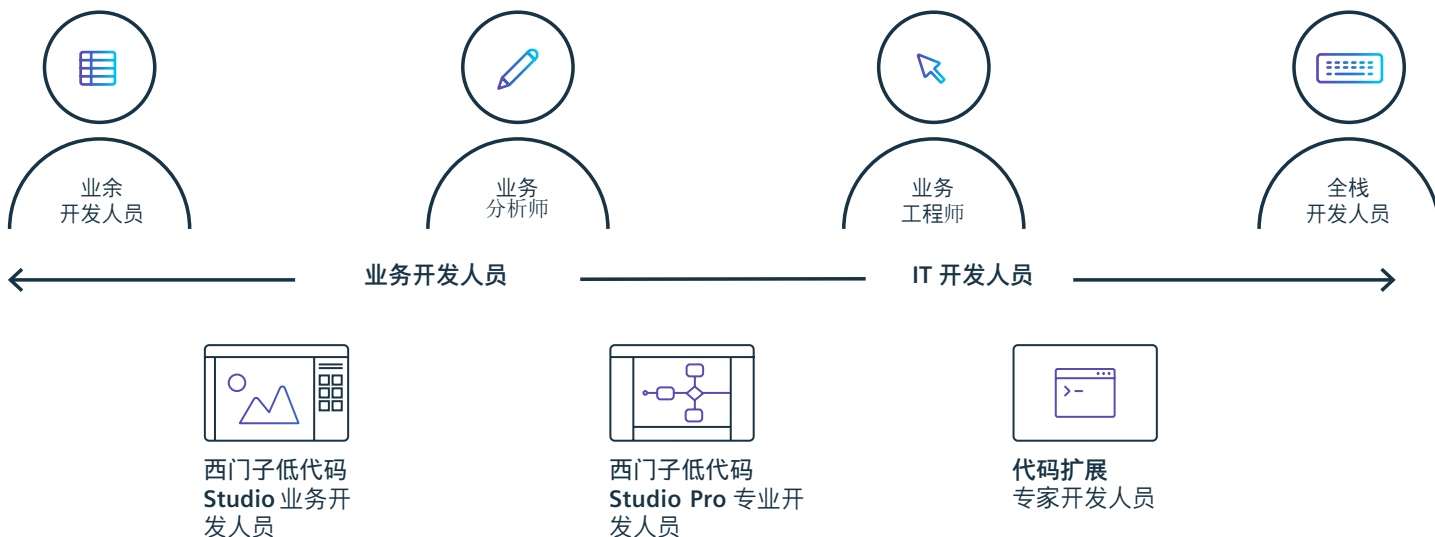 业余
开发人员
业务
分析师
业务
工程师
全栈
开发人员
业务开发人员
IT 开发人员
西门子低代码
Studio 业务开
发人员
西门子低代码
Studio Pro 专业开
发人员
代码扩展
专家开发人员